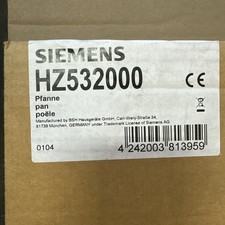 SIEMENS
HZ532000
CE
Pfanne
pan
poêle
Manufactured by BSH Hausgeräte GmbH, Carl-Wery-Straße 34,
81739 München, GERMANY under Trademark License of Siemens AG
0104
4 242003 813959